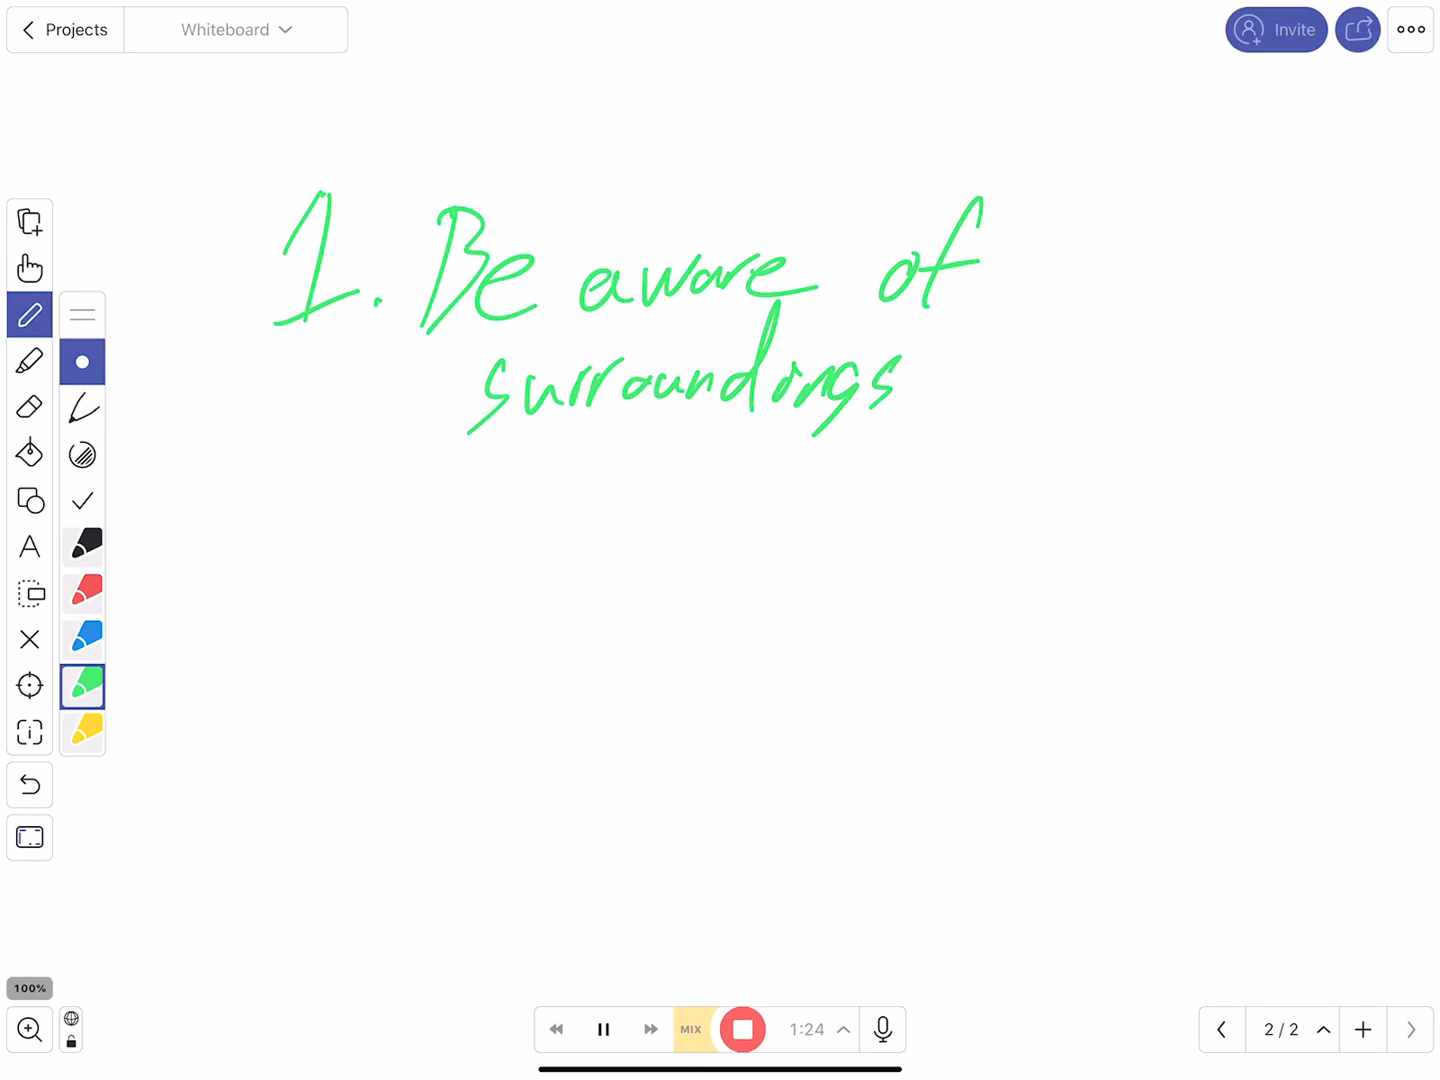 Projects
Whiteboard
Invite
1. Be aware of
surroundings
A
100%
MIX
1:24
2/2